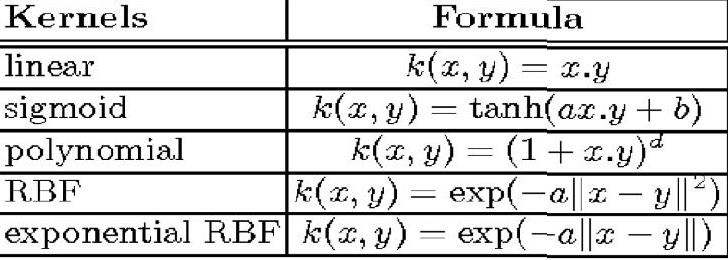 Kernels Formula
linear k(x, y) = x.y
sigmoid k(x, y) = tanh(ax.y + b)
polynomial k(x, y) = (1 + x.y)^d
RBF k(x, y) = exp(−a‖x − y‖²)
exponential RBF k(x, y) = exp(−a‖x − y‖)